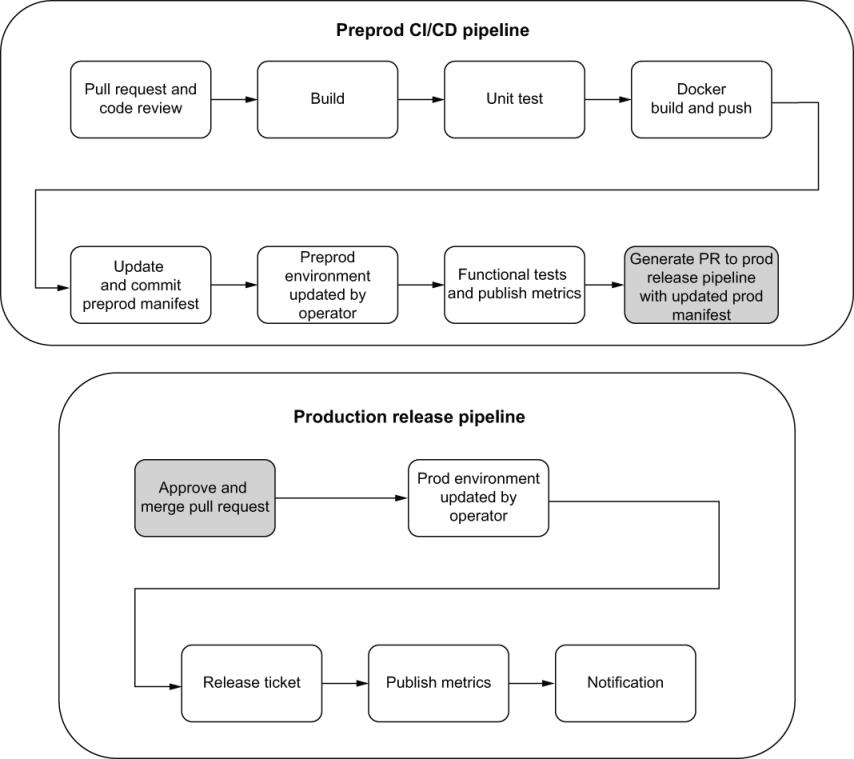 Preprod CI/CD pipeline
Pull request and
code review
Build
Unit test
Docker
build and push
Update
and commit
preprod manifest
Preprod
environment
updated by
operator
Functional tests
and publish metrics
Generate PR to prod
release pipeline
with updated prod
manifest
Production release pipeline
Approve and
merge pull request
Prod environment
updated by
operator
Release ticket
Publish metrics
Notification